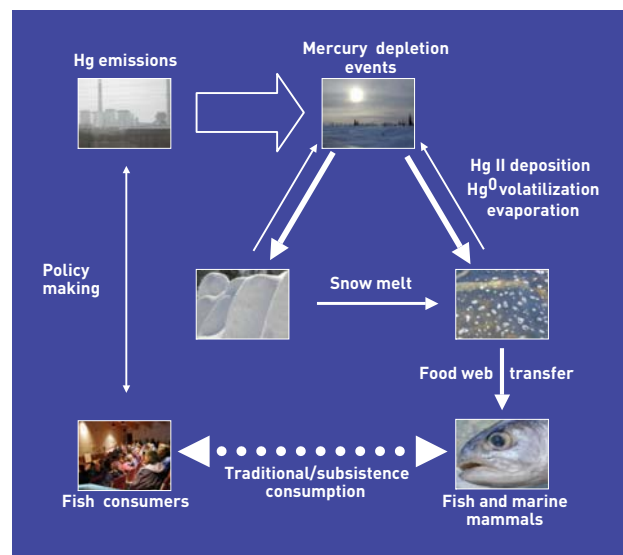 Hg emissions
Mercury depletion
events
Hg II deposition
Hg⁰ volatilization
evaporation
Policy
making
Snow melt
Food web transfer
Traditional/subsistence
consumption
Fish consumers
Fish and marine
mammals